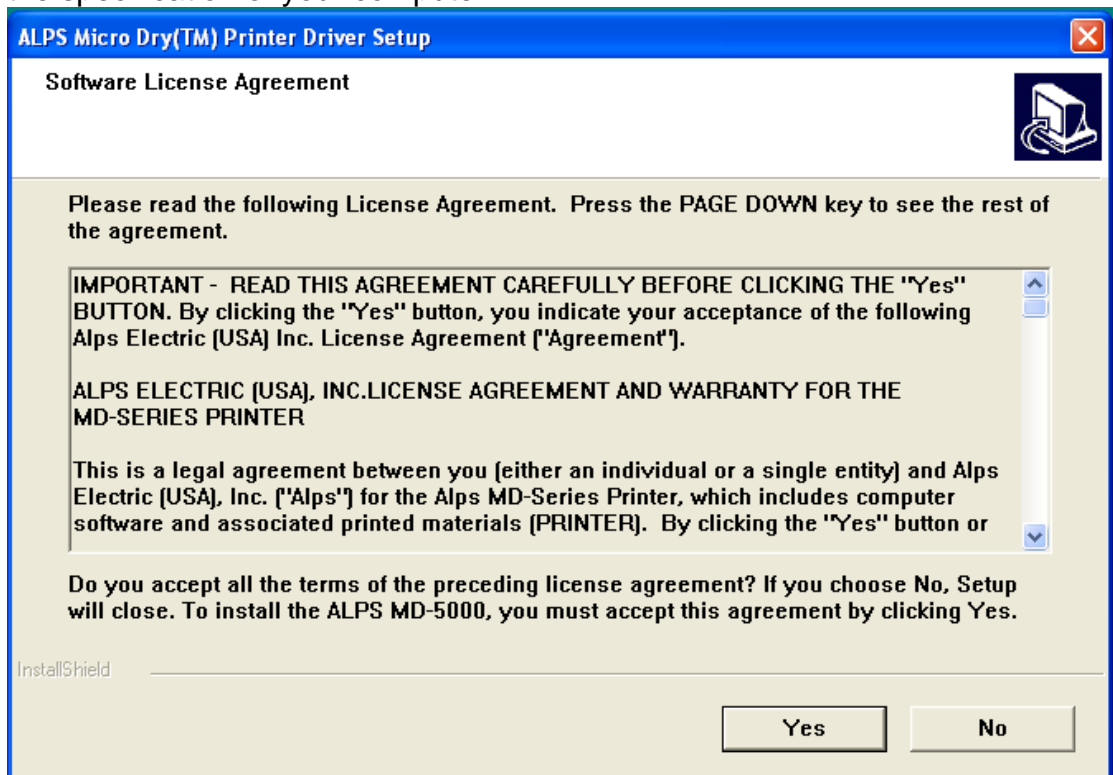 ALPS Micro Dry(TM) Printer Driver Setup
Software License Agreement
Please read the following License Agreement.  Press the PAGE DOWN key to see the rest of
the agreement.
IMPORTANT -  READ THIS AGREEMENT CAREFULLY BEFORE CLICKING THE "Yes"
BUTTON. By clicking the "Yes" button, you indicate your acceptance of the following
Alps Electric (USA) Inc. License Agreement ("Agreement").
ALPS ELECTRIC (USA), INC.LICENSE AGREEMENT AND WARRANTY FOR THE
MD-SERIES PRINTER
This is a legal agreement between you (either an individual or a single entity) and Alps
Electric (USA), Inc. ("Alps") for the Alps MD-Series Printer, which includes computer
software and associated printed materials (PRINTER).  By clicking the "Yes" button or
Do you accept all the terms of the preceding license agreement? If you choose No, Setup
will close. To install the ALPS MD-5000, you must accept this agreement by clicking Yes.
InstallShield
Yes
No